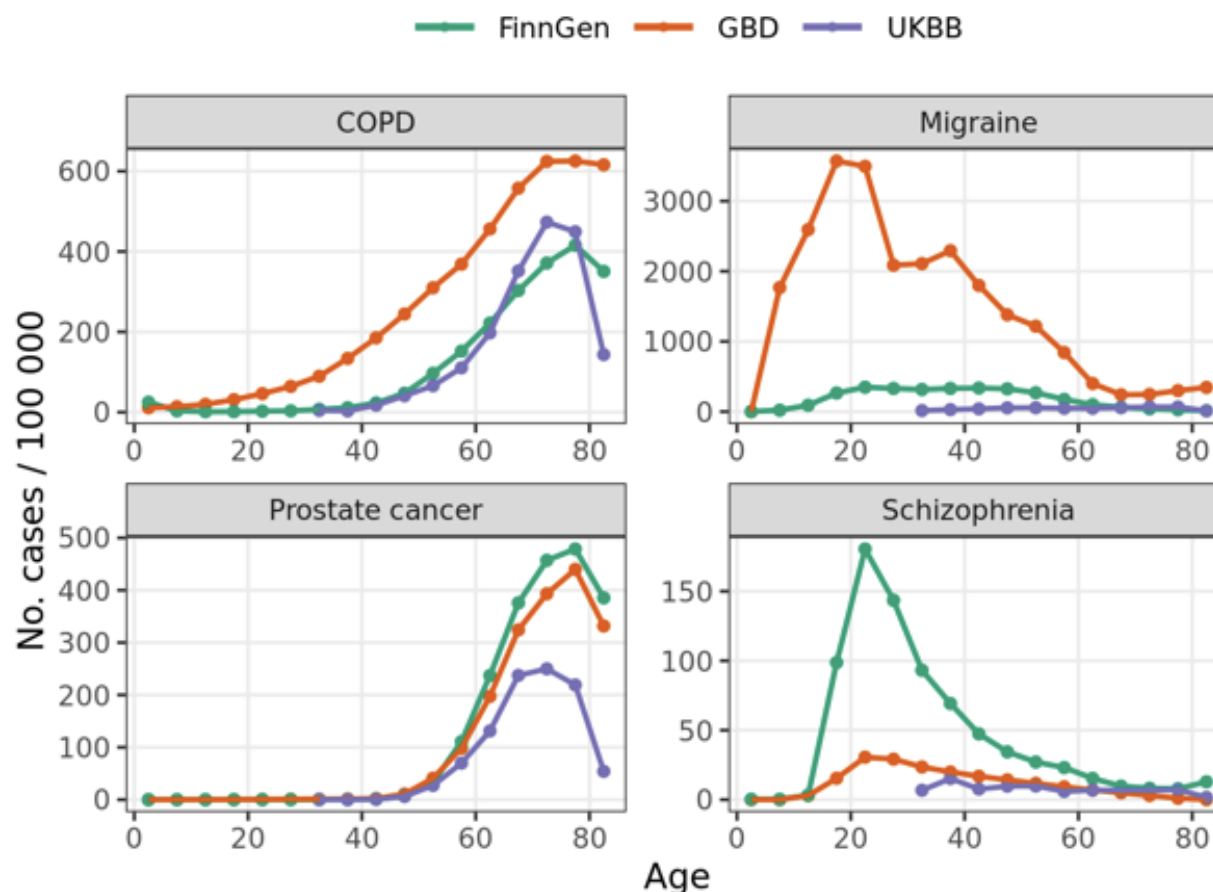 FinnGen GBD UKBB
COPD
600
400
200
0
0 20 40 60 80
Migraine
3000
2000
1000
0
0 20 40 60 80
Prostate cancer
500
400
300
200
100
0
0 20 40 60 80
Schizophrenia
150
100
50
0
0 20 40 60 80
No. cases / 100 000
Age